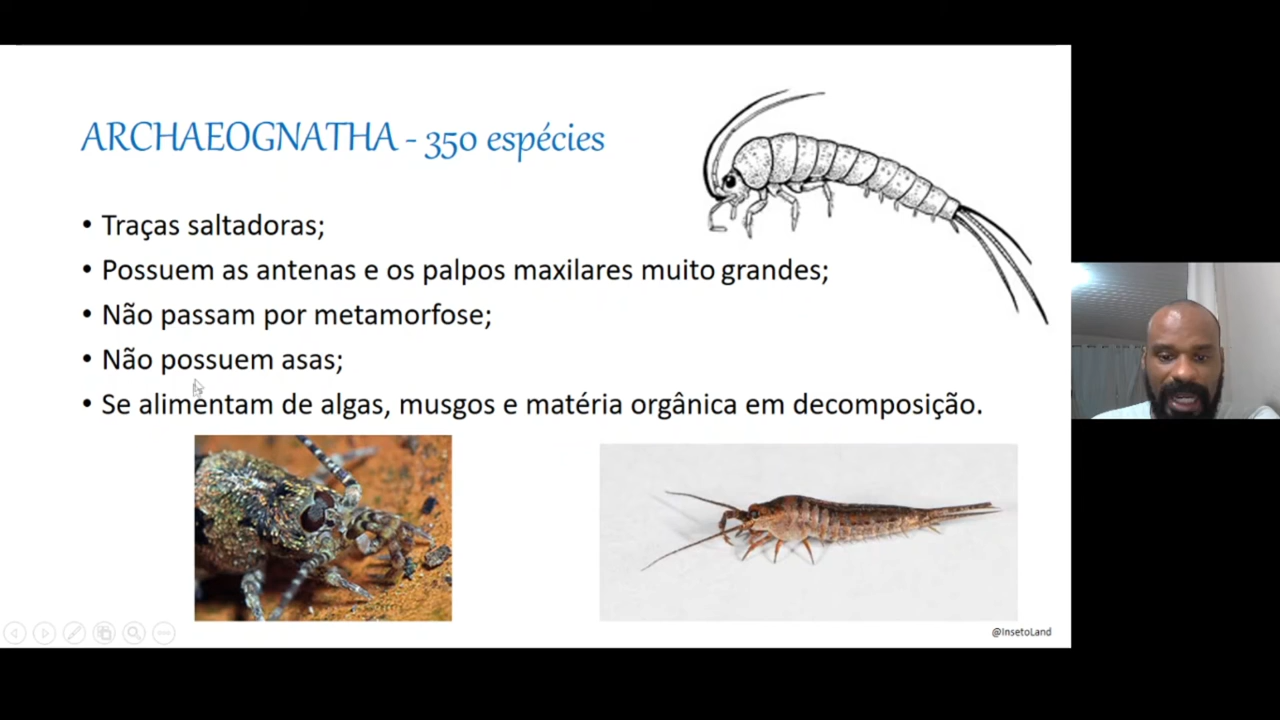 ARCHAEOGNATHA - 350 espécies
• Traças saltadoras;
• Possuem as antenas e os palpos maxilares muito grandes;
• Não passam por metamorfose;
• Não possuem asas;
• Se alimentam de algas, musgos e matéria orgânica em decomposição.
@InsetoLand